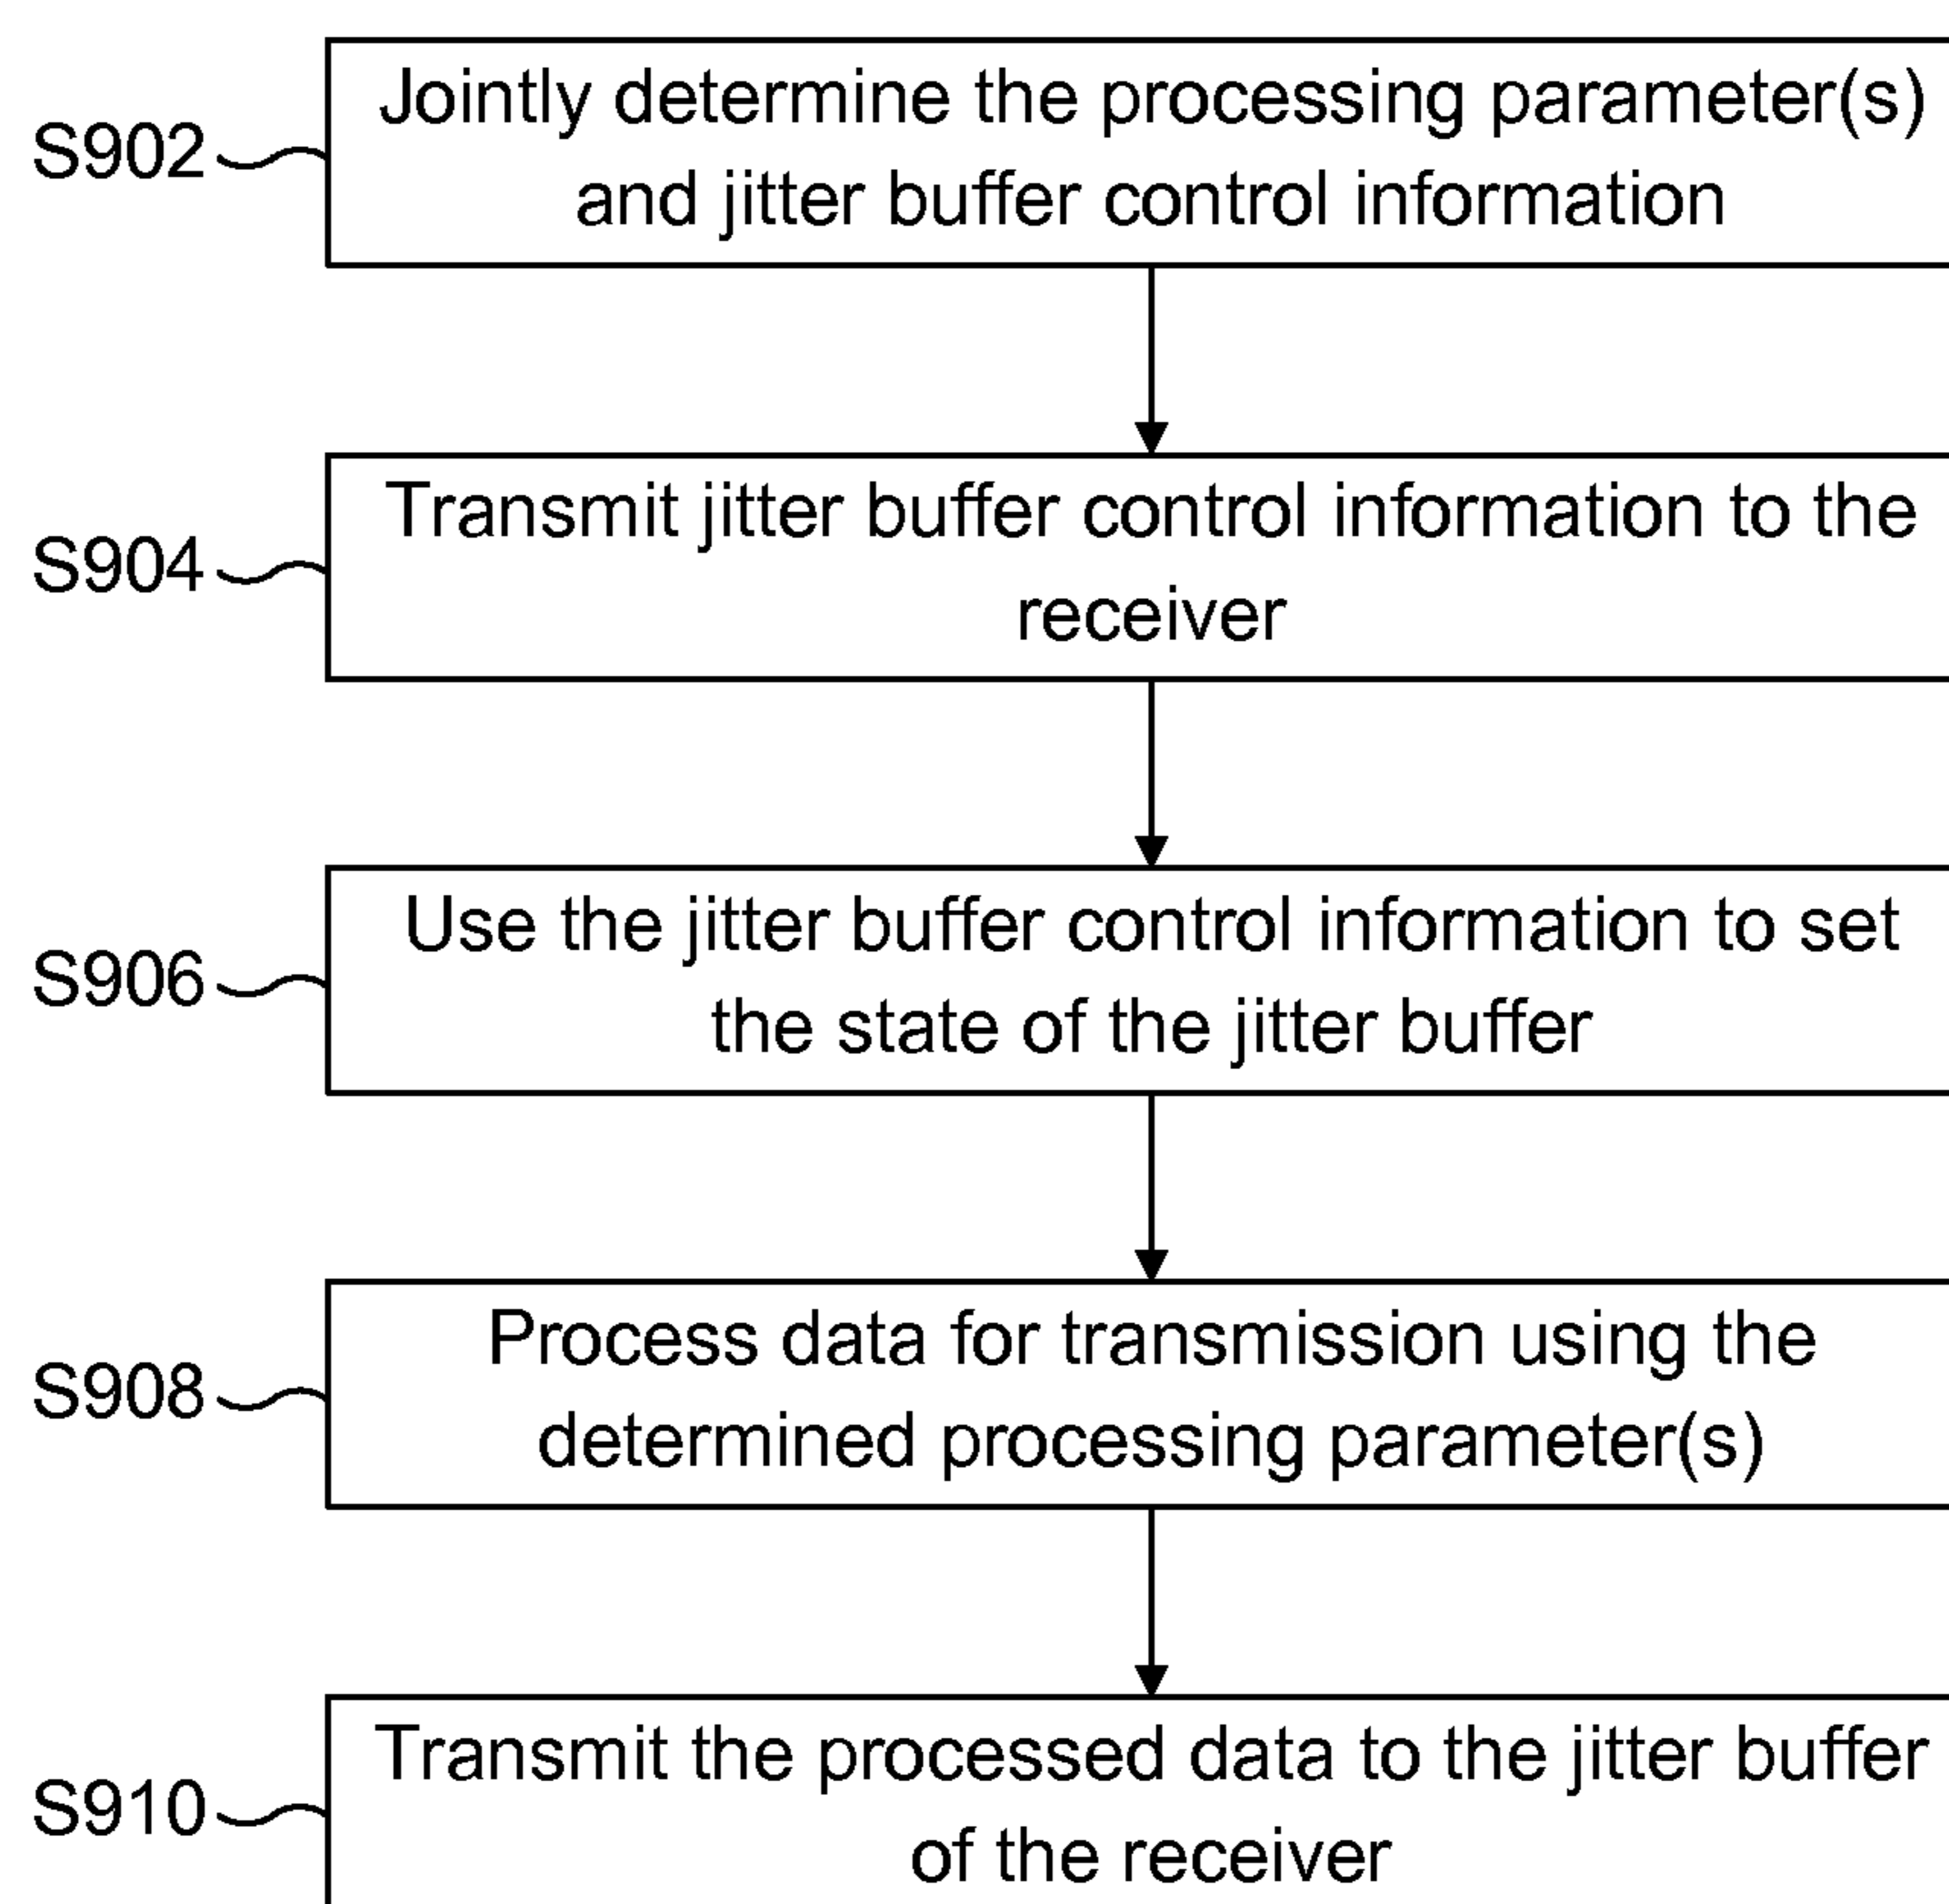 Jointly determine the processing parameter(s)
S902
and jitter buffer control information
Transmit jitter buffer control information to the
S904
receiver
Use the jitter buffer control information to set
S906
the state of the jitter buffer
Process data for transmission using the
S908
determined processing parameter(s)
Transmit the processed data to the jitter buffer
S910
of the receiver